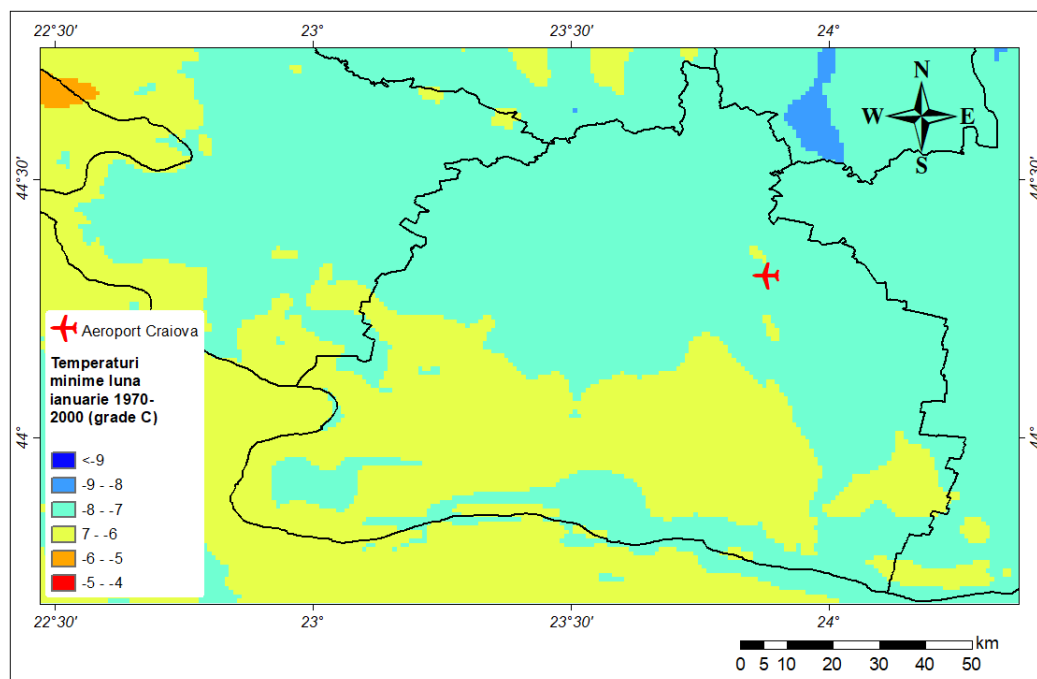 22°30' 23° 23°30' 24°
N
W E
S
44°30' 44°30'
Aeroport Craiova
Temperaturi
minime luna
ianuarie 1970-
2000 (grade C)
44° 44°
<-9
-9 - -8
-8 - -7
7 - -6
-6 - -5
-5 - -4
22°30' 23° 23°30' 24°
km
0 5 10 20 30 40 50